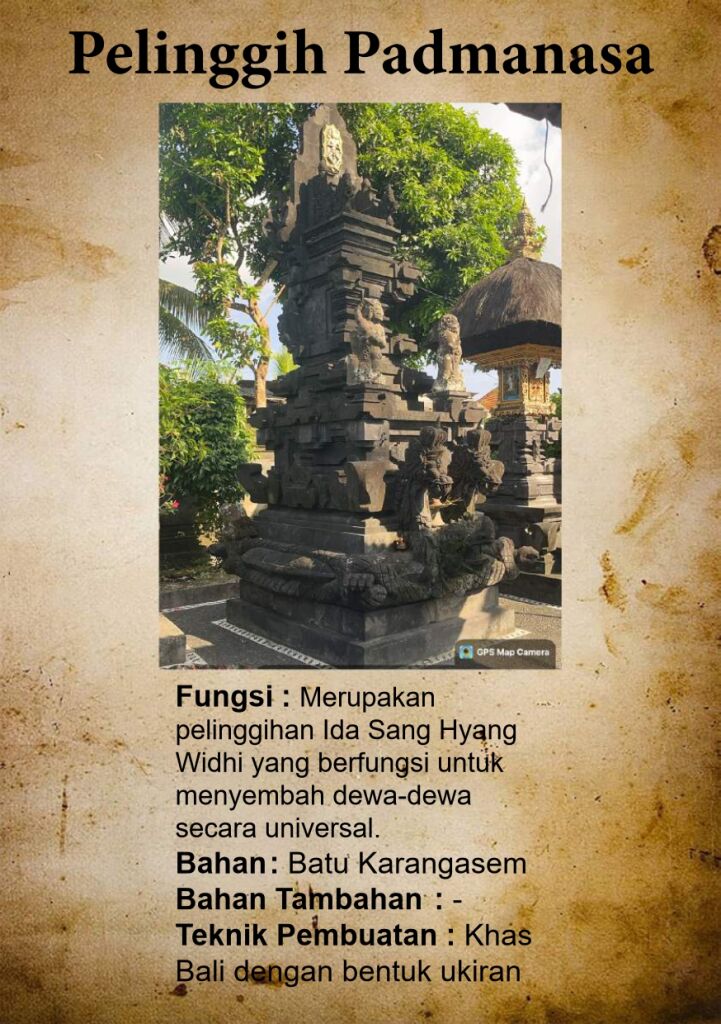 Pelinggih Padmanasa
GPS Map Camera
Fungsi : Merupakan
pelinggihan Ida Sang Hyang
Widhi yang berfungsi untuk
menyembah dewa-dewa
secara universal.
Bahan : Batu Karangasem
Bahan Tambahan : -
Teknik Pembuatan : Khas
Bali dengan bentuk ukiran